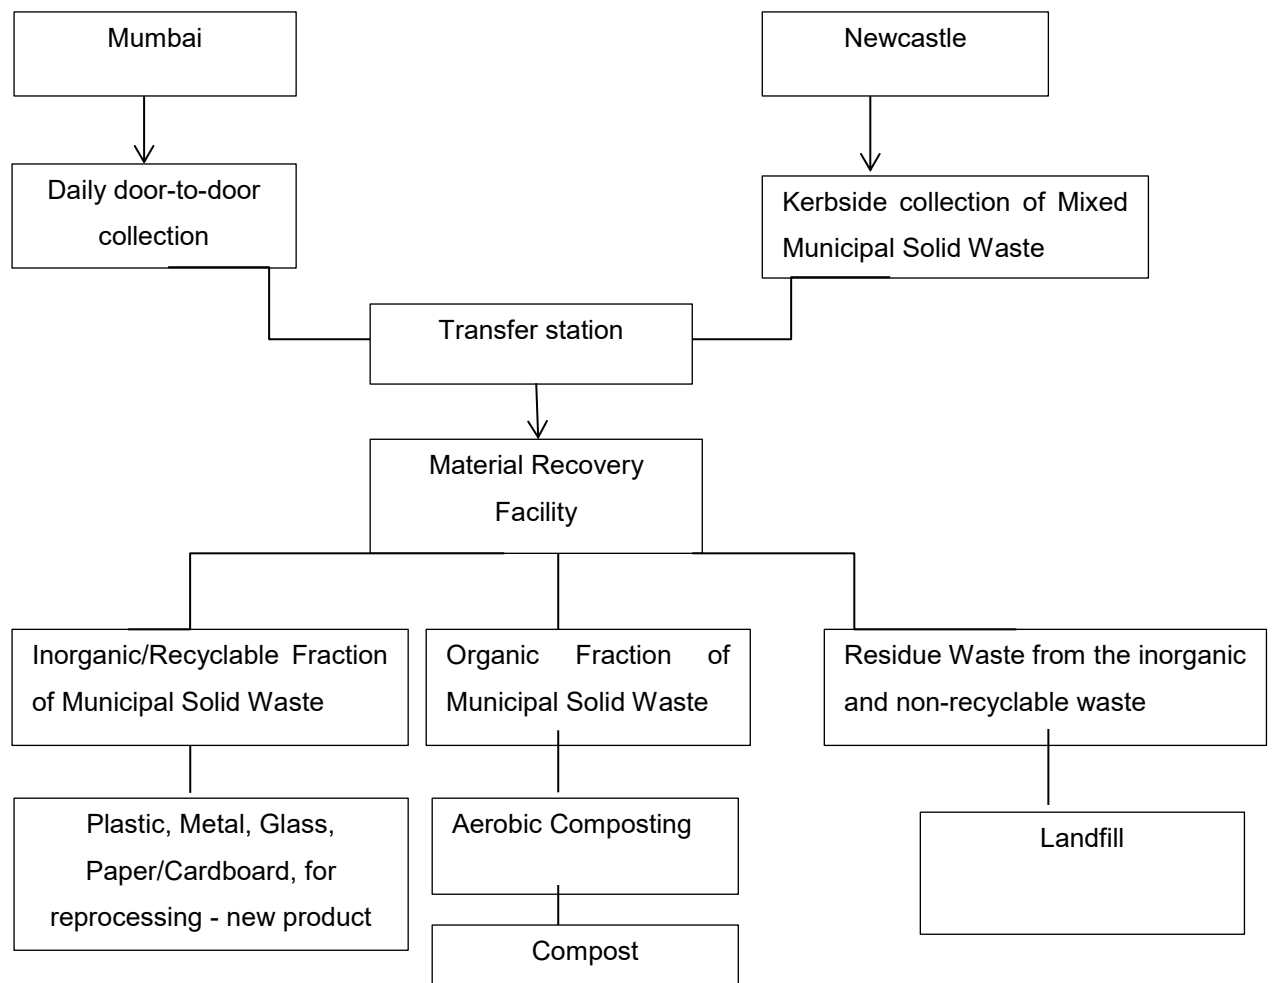 Mumbai
Newcastle
Daily door-to-door
collection
Kerbside collection of Mixed
Municipal Solid Waste
Transfer station
Material Recovery
Facility
Inorganic/Recyclable Fraction
of Municipal Solid Waste
Organic Fraction of
Municipal Solid Waste
Residue Waste from the inorganic
and non-recyclable waste
Plastic, Metal, Glass,
Paper/Cardboard, for
reprocessing - new product
Aerobic Composting
Compost
Landfill